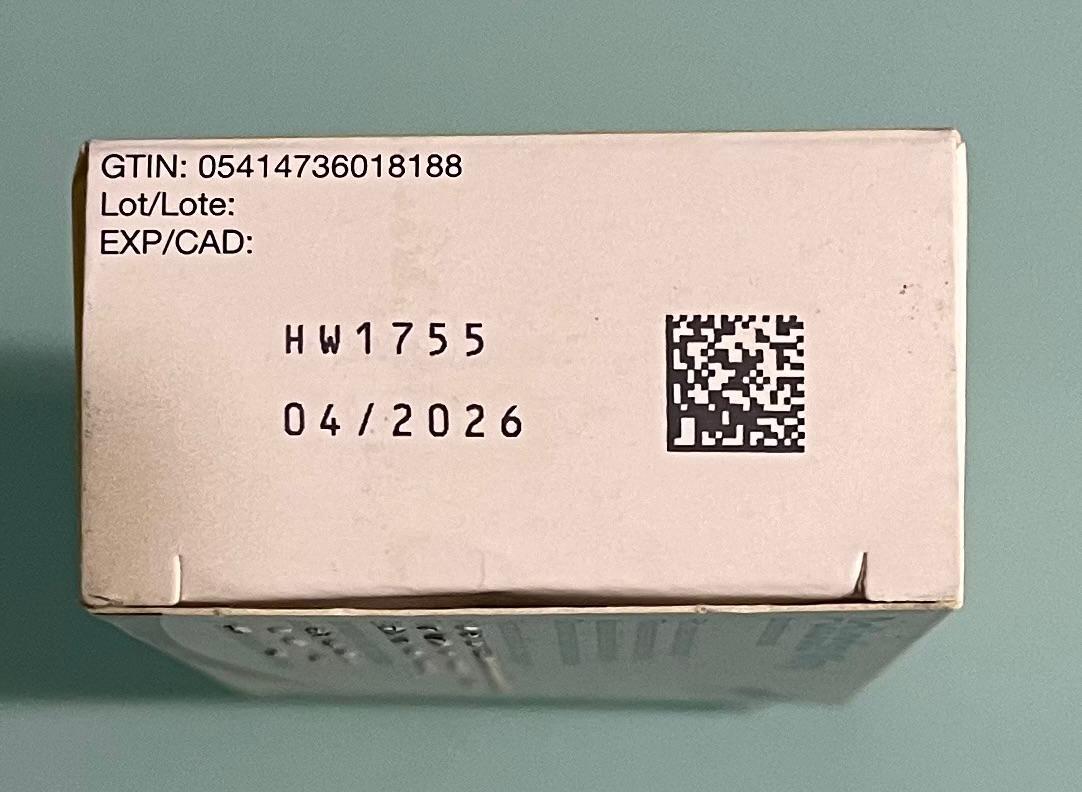 GTIN: 05414736018188
Lot/Lote:
EXP/CAD:
HW1755
04/2026